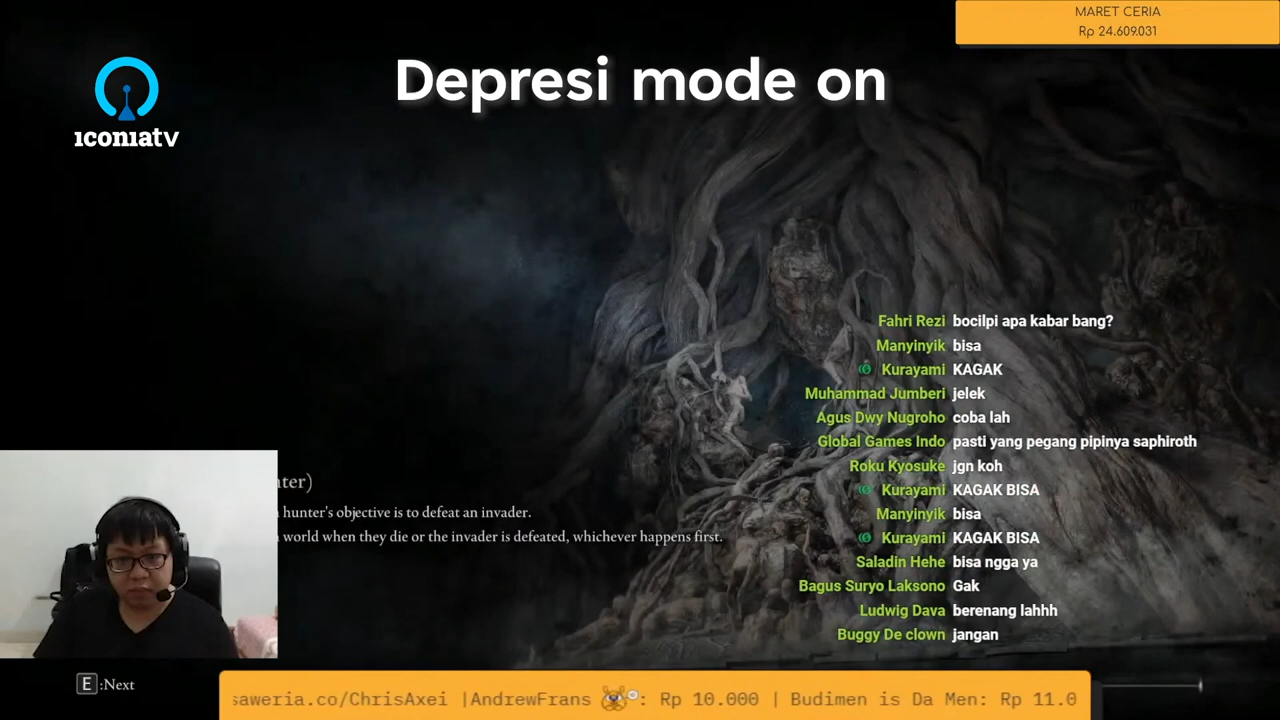 MARET CERIA
Rp 24.609.031
Depresi mode on
ıconıatv
Fahri Rezi bocilpi apa kabar bang?
Manyinyik bisa
Kurayami KAGAK
Muhammad Jumberi jelek
Agus Dwy Nugroho coba lah
Global Games Indo pasti yang pegang pipinya saphiroth
Roku Kyosuke jgn koh
Kurayami KAGAK BISA
Manyinyik bisa
Kurayami KAGAK BISA
Saladin Hehe bisa ngga ya
Bagus Suryo Laksono Gak
Ludwig Dava berenang lahhh
Buggy De clown jangan
nter)
hunter's objective is to defeat an invader.
world when they die or the invader is defeated, whichever happens first.
E :Next
saweria.co/ChrisAxei |AndrewFrans : Rp 10.000 | Budimen is Da Men: Rp 11.0